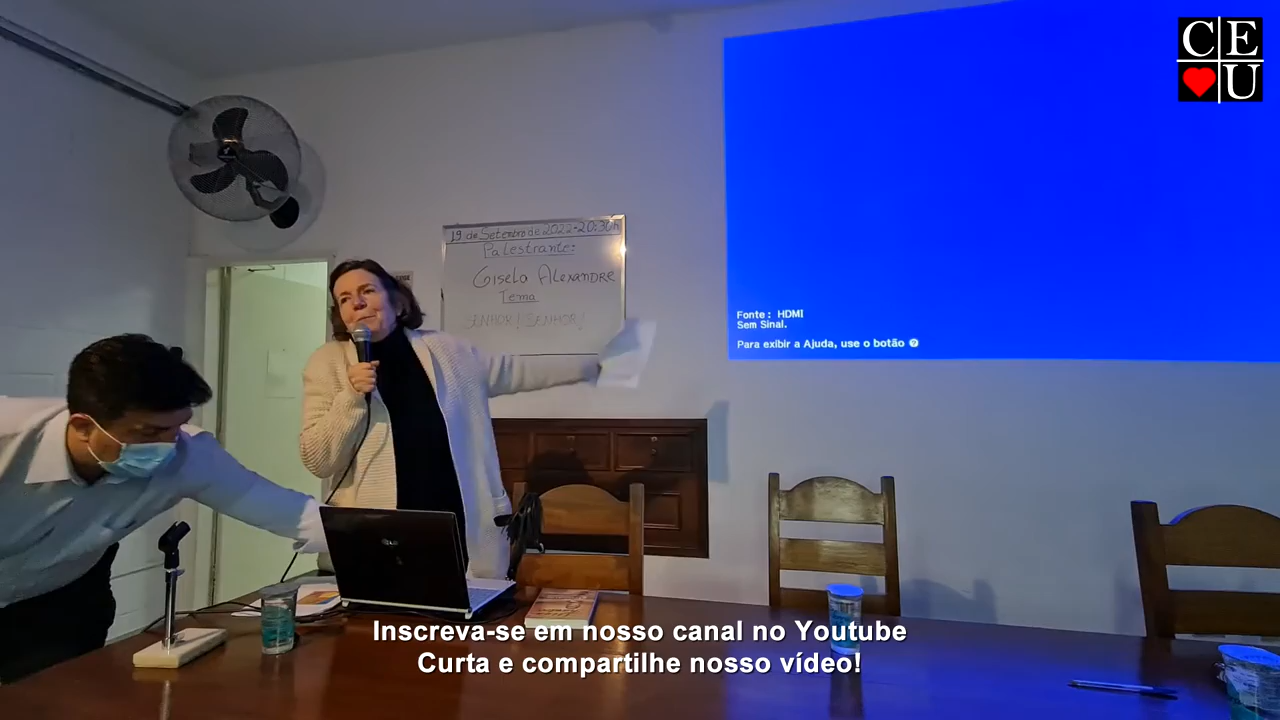 CE
U
19 de Setembro de 2022-20:30h
Palestrante:
Gisela Alexandre
Tema
SENHOR! SENHOR!
Fonte : HDMI
Sem Sinal.
Para exibir a Ajuda, use o botão ?
Inscreva-se em nosso canal no Youtube
Curta e compartilhe nosso vídeo!